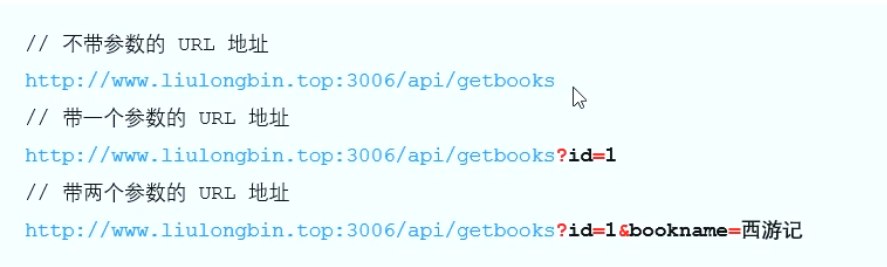 // 不带参数的 URL 地址
http://www.liulongbin.top:3006/api/getbooks
// 带一个参数的 URL 地址
http://www.liulongbin.top:3006/api/getbooks?id=1
// 带两个参数的 URL 地址
http://www.liulongbin.top:3006/api/getbooks?id=1&bookname=西游记